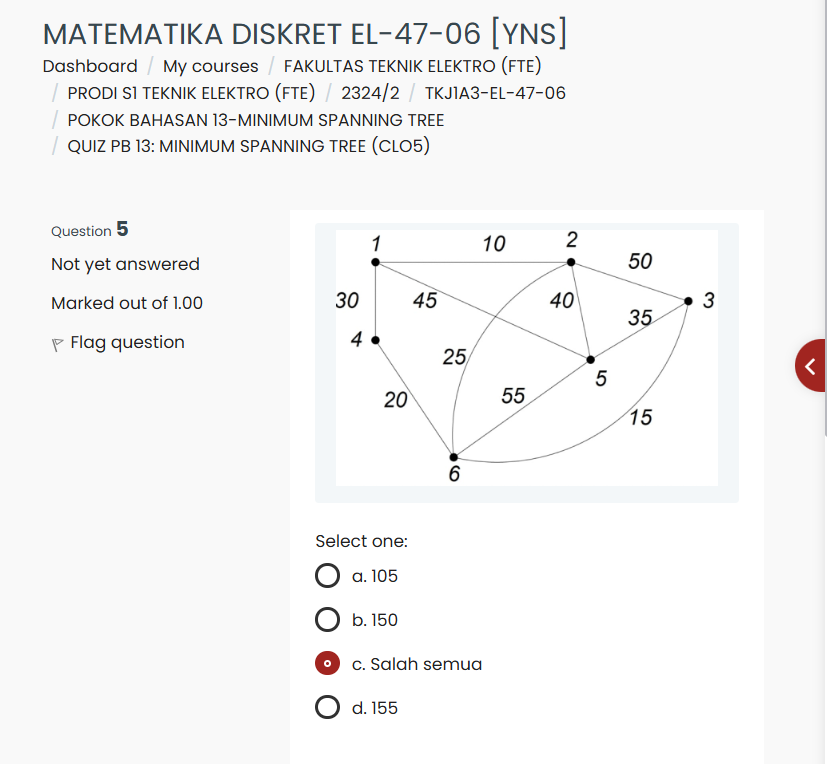 MATEMATIKA DISKRET EL-47-06 [YNS]
Dashboard / My courses / FAKULTAS TEKNIK ELEKTRO (FTE)
/ PRODI S1 TEKNIK ELEKTRO (FTE) / 2324/2 / TKJ1A3-EL-47-06
/ POKOK BAHASAN 13-MINIMUM SPANNING TREE
/ QUIZ PB 13: MINIMUM SPANNING TREE (CLO5)
Question 5
Not yet answered
Marked out of 1.00
Flag question
1 10 2
50
30 45 40 3
35
4
25
5
20 55
15
6
Select one:
a. 105
b. 150
c. Salah semua
d. 155